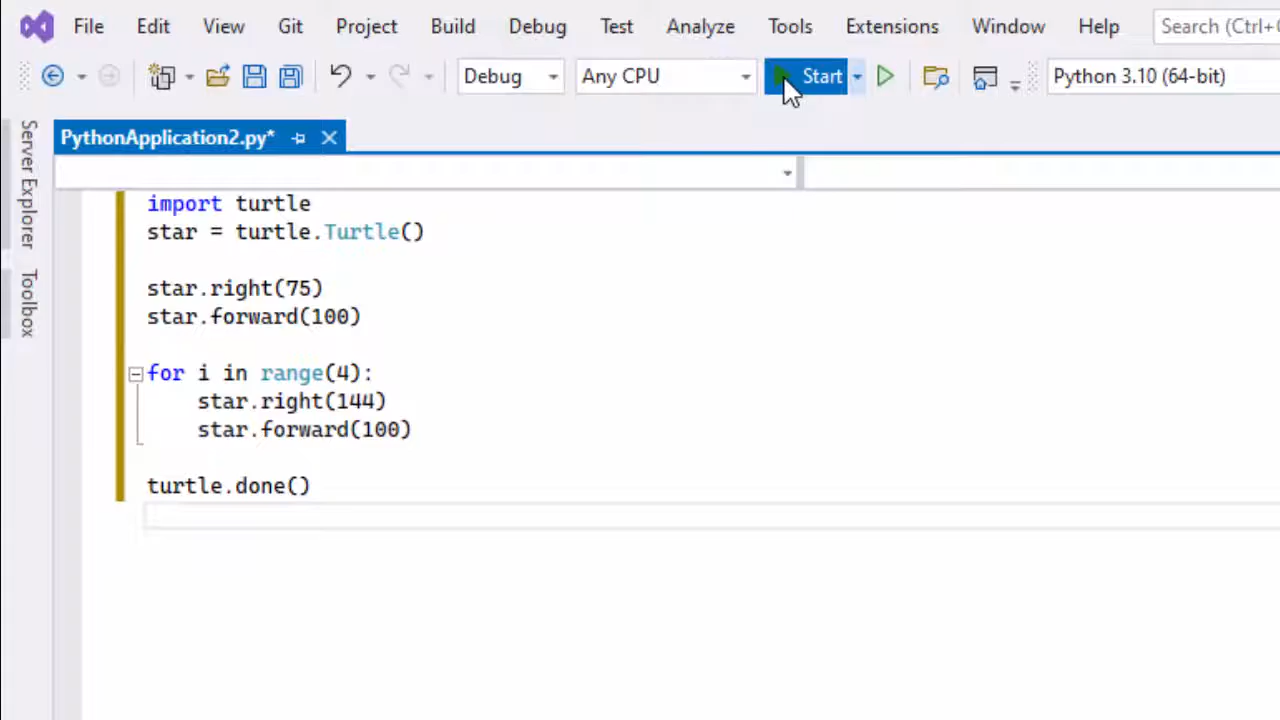 File Edit View Git Project Build Debug Test Analyze Tools Extensions Window Help Search (Ctrl+
Debug Any CPU Start Python 3.10 (64-bit)
Server Explorer
Toolbox
PythonApplication2.py*
import turtle
star = turtle.Turtle()
star.right(75)
star.forward(100)
for i in range(4):
    star.right(144)
    star.forward(100)
turtle.done()